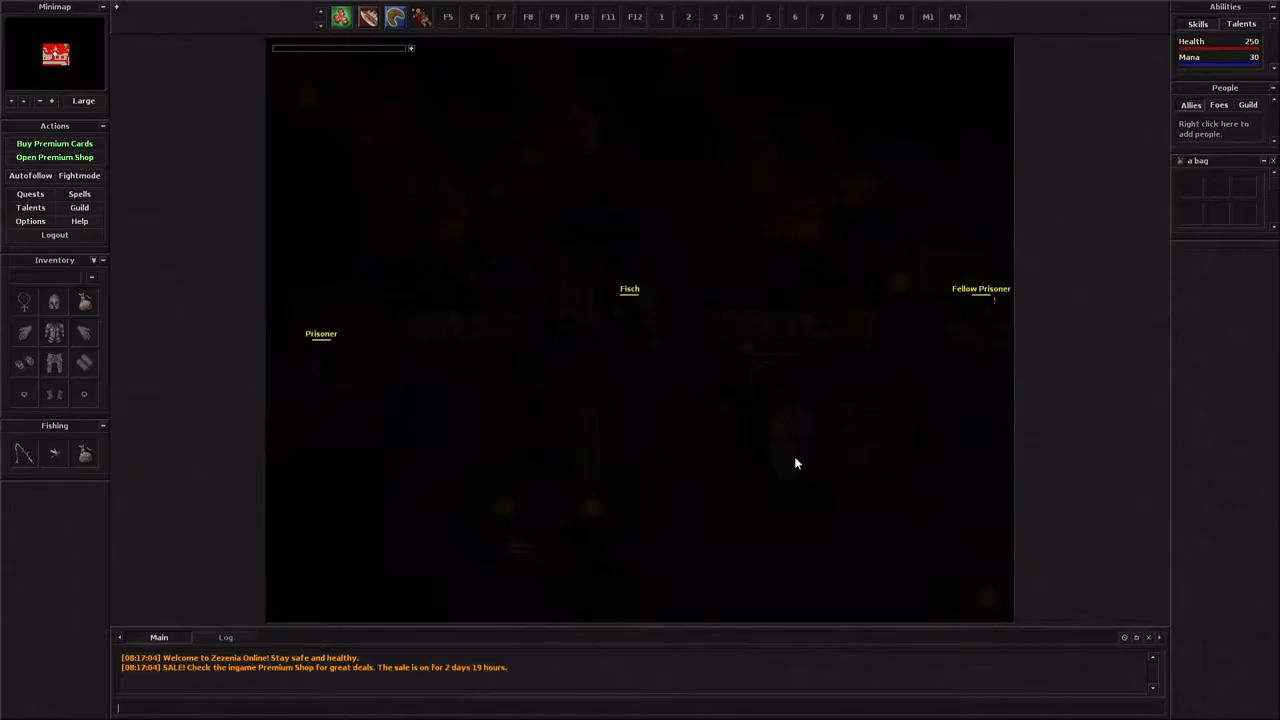 Minimap
Large
Actions
Buy Premium Cards
Open Premium Shop
Autofollow Fightmode
Quests Spells
Talents Guild
Options Help
Logout
Inventory
Fishing
F5 F6 F7 F8 F9 F10 F11 F12 1 2 3 4 5 6 7 8 9 0 M1 M2
Fisch
Fellow Prisoner
Prisoner
Abilities
Skills Talents
Health 250
Mana 30
People
Allies Foes Guild
Right click here to
add people.
a bag
Main Log
[08:17:04] Welcome to Zezenia Online! Stay safe and healthy.
[08:17:04] SALE! Check the ingame Premium Shop for great deals. The sale is on for 2 days 19 hours.